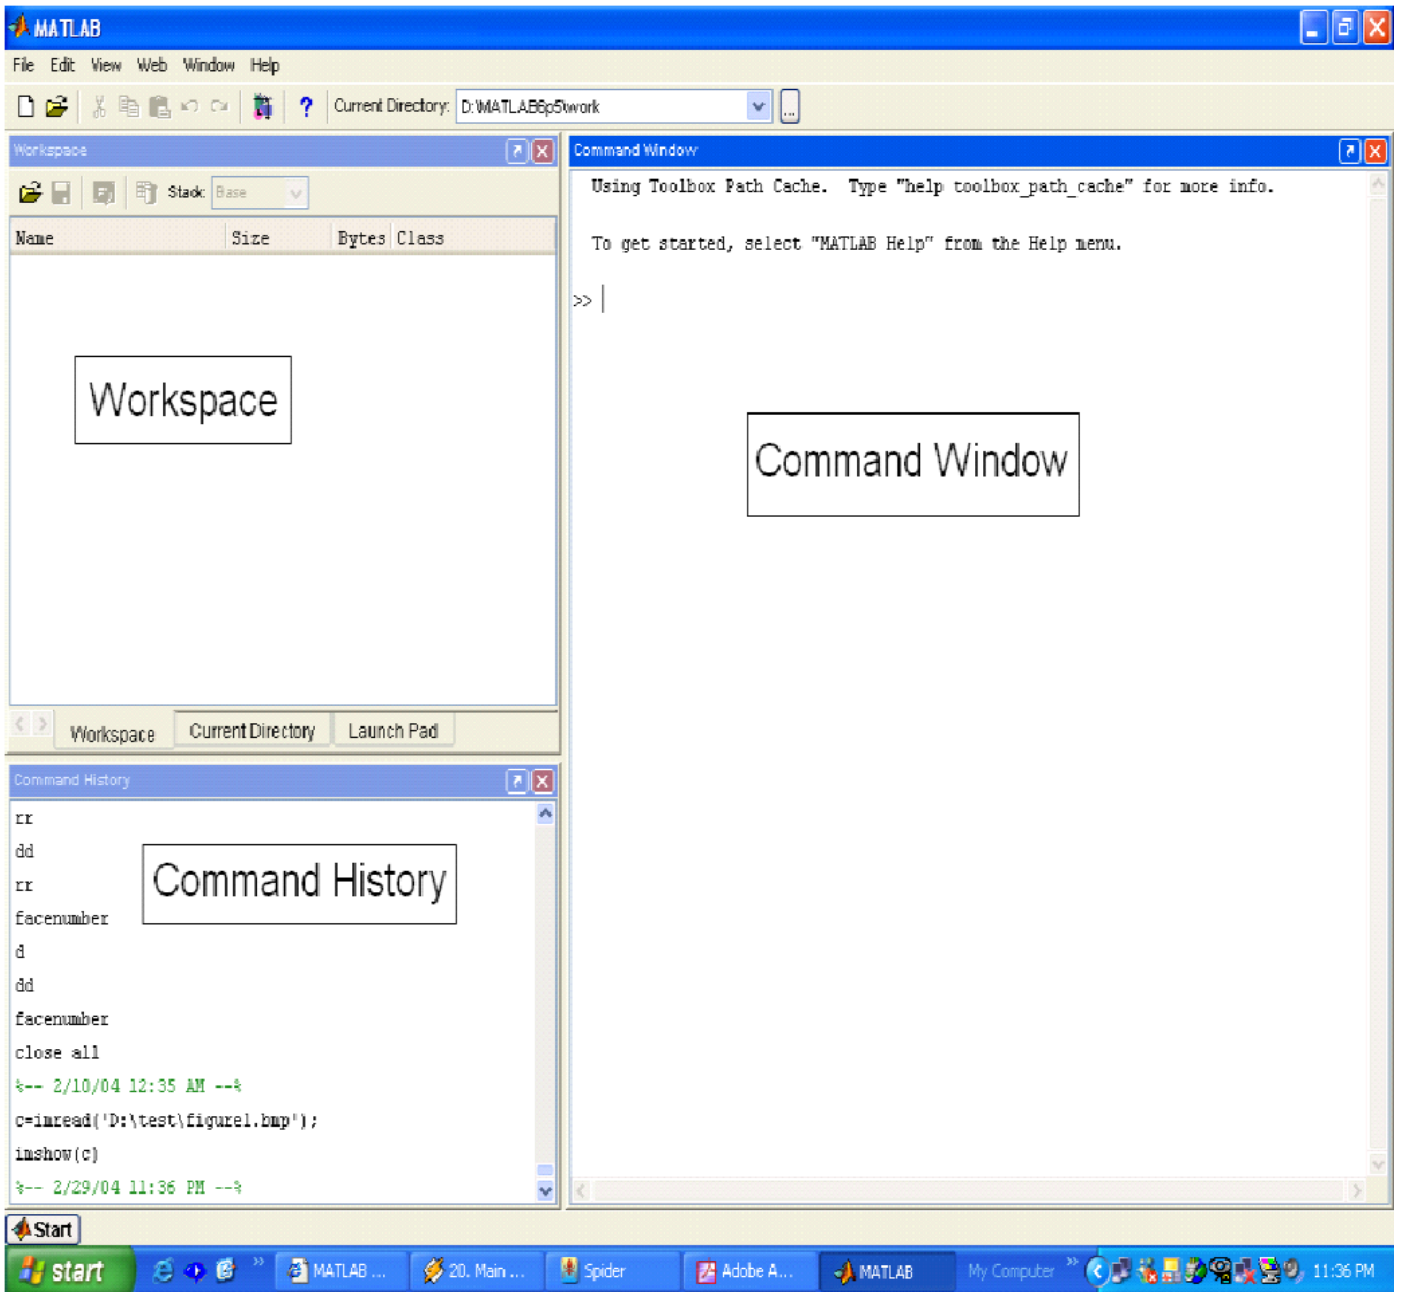 MATLAB
File Edit View Web Window Help
? Current Directory: D:\MATLAB6p5\work ...
Workspace
Stack: Base
Name Size Bytes Class
Workspace
Workspace Current Directory Launch Pad
Command History
rr
dd
rr
Command History
facenumber
d
dd
facenumber
close all
%-- 2/10/04 12:35 AM --%
c=imread('D:\test\figure1.bmp');
imshow(c)
%-- 2/29/04 11:36 PM --%
Command Window
Using Toolbox Path Cache. Type "help toolbox_path_cache" for more info.
To get started, select "MATLAB Help" from the Help menu.
>>
Command Window
Start
start MATLAB ... 20. Main ... Spider Adobe A... MATLAB My Computer 11:36 PM